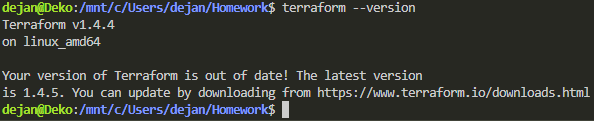 dejan@Deko:/mnt/c/Users/dejan/Homework$ terraform --version
Terraform v1.4.4
on linux_amd64
Your version of Terraform is out of date! The latest version
is 1.4.5. You can update by downloading from https://www.terraform.io/downloads.html
dejan@Deko:/mnt/c/Users/dejan/Homework$